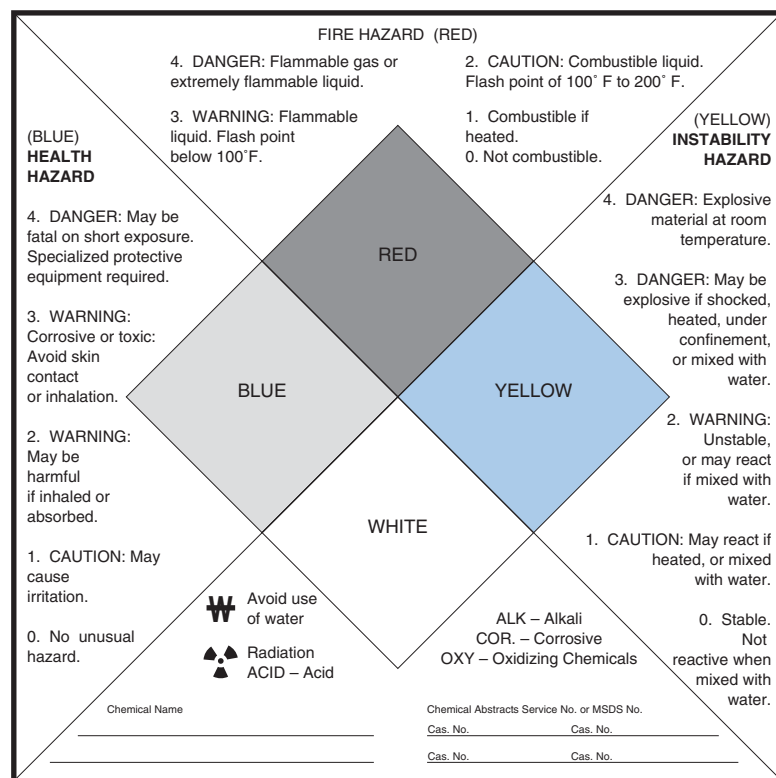 FIRE HAZARD (RED)
4. DANGER: Flammable gas or
extremely flammable liquid.
3. WARNING: Flammable
liquid. Flash point
below 100˚F.
2. CAUTION: Combustible liquid.
Flash point of 100˚ F to 200˚ F.
1. Combustible if
heated.
0. Not combustible.
(BLUE)
HEALTH
HAZARD
4. DANGER: May be
fatal on short exposure.
Specialized protective
equipment required.
3. WARNING:
Corrosive or toxic:
Avoid skin
contact
or inhalation.
2. WARNING:
May be
harmful
if inhaled or
absorbed.
1. CAUTION: May
cause
irritation.
0. No unusual
hazard.
(YELLOW)
INSTABILITY
HAZARD
4. DANGER: Explosive
material at room
temperature.
3. DANGER: May be
explosive if shocked,
heated, under
confinement,
or mixed with
water.
2. WARNING:
Unstable,
or may react
if mixed with
water.
1. CAUTION: May react if
heated, or mixed
with water.
0. Stable.
Not
reactive when
mixed with
water.
RED
BLUE
YELLOW
WHITE
W Avoid use
of water
Radiation
ACID – Acid
ALK – Alkali
COR. – Corrosive
OXY – Oxidizing Chemicals
Chemical Name
Chemical Abstracts Service No. or MSDS No.
Cas. No. Cas. No.
Cas. No. Cas. No.